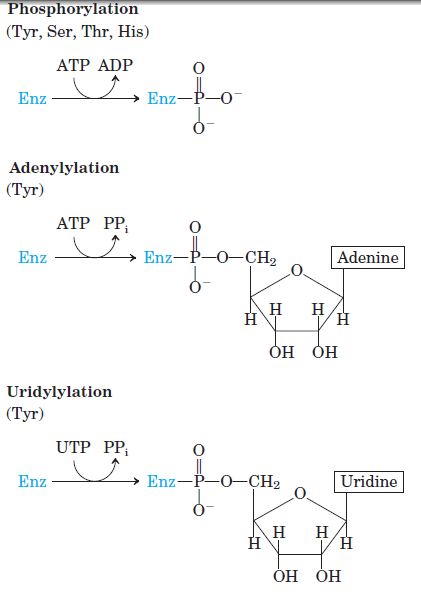 Phosphorylation
(Tyr, Ser, Thr, His)
ATP ADP
O
Enz Enz P O⁻
O⁻
Adenylylation
(Tyr)
ATP PPᵢ
O
Enz Enz P O CH₂ Adenine
O⁻ O
H H
H H
OH OH
Uridylylation
(Tyr)
UTP PPᵢ
O
Enz Enz P O CH₂ Uridine
O⁻ O
H H
H H
OH OH